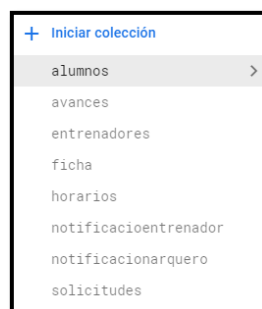 + Iniciar colección
alumnos
avances
entrenadores
ficha
horarios
notificacioentrenador
notificacionarquero
solicitudes